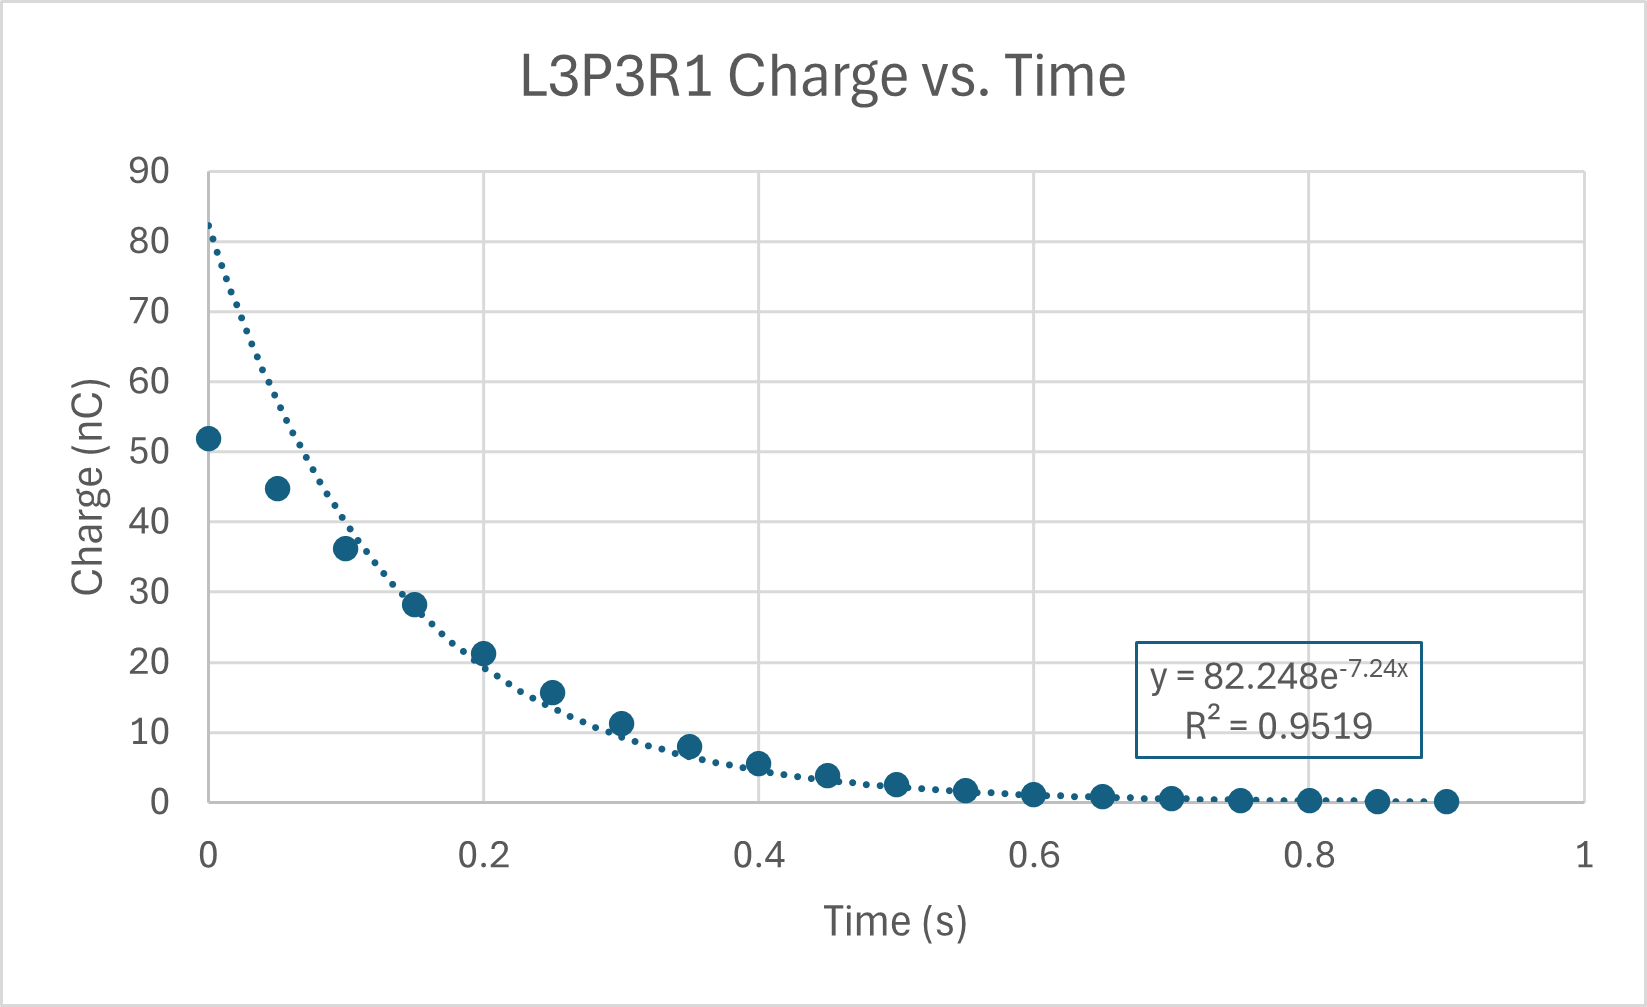 L3P3R1 Charge vs. Time
90
80
70
60
50
40
30
20
10
0
Charge (nC)
y = 82.248e^-7.24x
R² = 0.9519
0 0.2 0.4 0.6 0.8 1
Time (s)